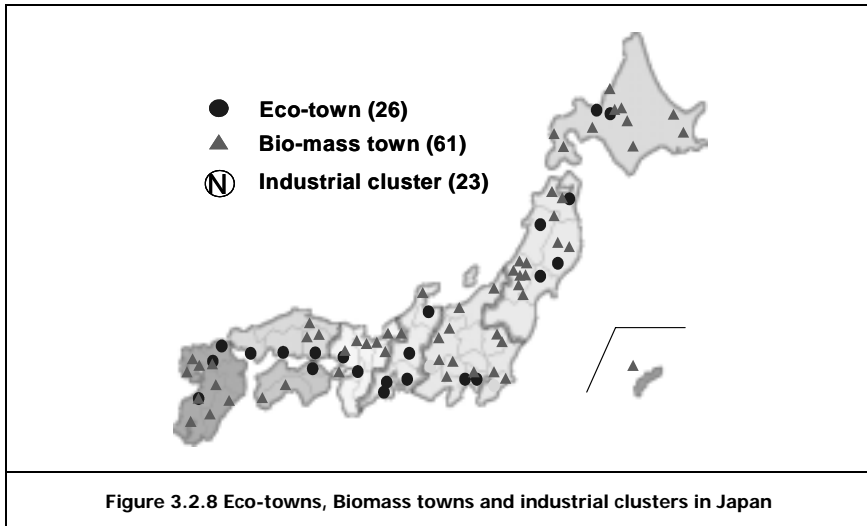 Eco-town (26)
Bio-mass town (61)
N Industrial cluster (23)
Figure 3.2.8 Eco-towns, Biomass towns and industrial clusters in Japan